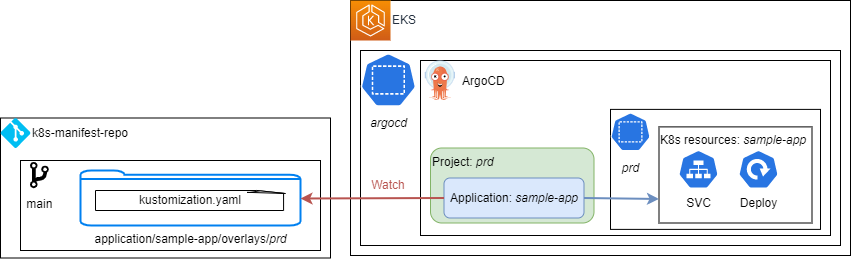 EKS
ArgoCD
argocd
k8s-manifest-repo
K8s resources: sample-app
Project: prd
prd
Watch
main
kustomization.yaml
Application: sample-app
SVC
Deploy
application/sample-app/overlays/prd